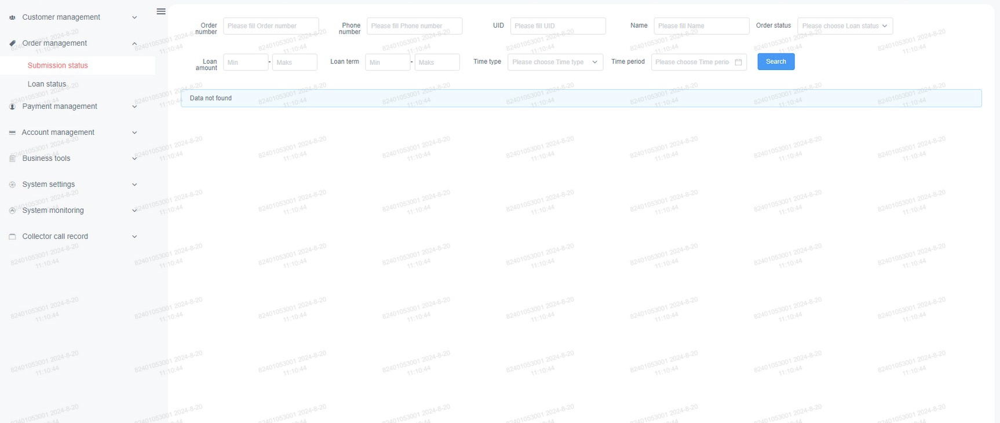 Customer management
Order management
Submission status
Loan status
Payment management
Account management
Business tools
System settings
System monitoring
Collector call record
Order number
Please fill Order number
Phone number
Please fill Phone number
UID
Please fill UID
Name
Please fill Name
Order status
Please choose Loan status
Loan amount
Min
-
Maks
Loan term
Min
-
Maks
Time type
Please choose Time type
Time period
Please choose Time perio
Search
Data not found
82401053001 2024-8-20
11:10:44